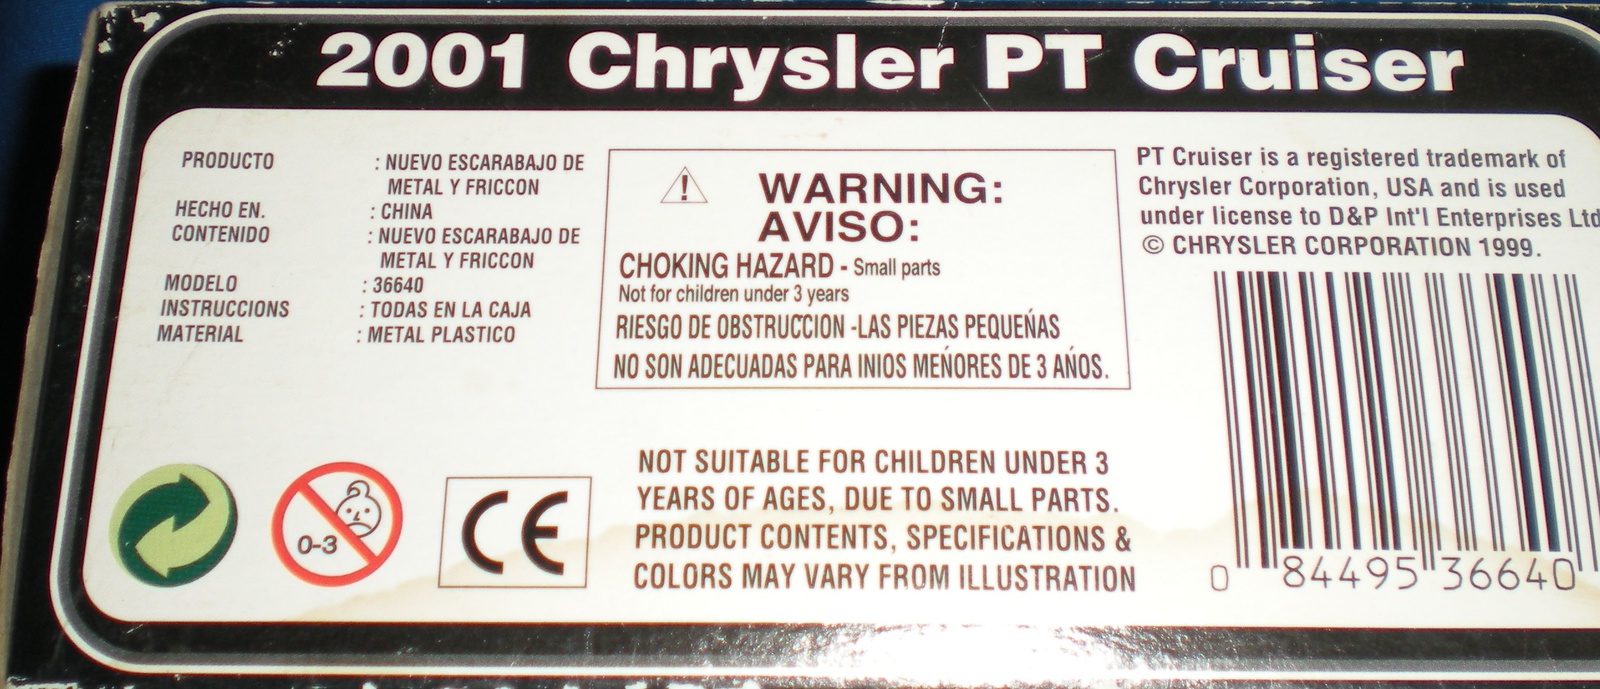 2001 Chrysler PT Cruiser
PRODUCTO : NUEVO ESCARABAJO DE
METAL Y FRICCON
HECHO EN. : CHINA
CONTENIDO : NUEVO ESCARABAJO DE
METAL Y FRICCON
MODELO : 36640
INSTRUCCIONS : TODAS EN LA CAJA
MATERIAL : METAL PLASTICO
WARNING:
AVISO:
CHOKING HAZARD - Small parts
Not for children under 3 years
RIESGO DE OBSTRUCCION -LAS PIEZAS PEQUEŃAS
NO SON ADECUADAS PARA INIOS MEŃORES DE 3 AŃOS.
PT Cruiser is a registered trademark of
Chrysler Corporation, USA and is used
under license to D&P Int'l Enterprises Ltd
© CHRYSLER CORPORATION 1999.
0-3
CE
NOT SUITABLE FOR CHILDREN UNDER 3
YEARS OF AGES, DUE TO SMALL PARTS.
PRODUCT CONTENTS, SPECIFICATIONS &
COLORS MAY VARY FROM ILLUSTRATION
0 84495 36640